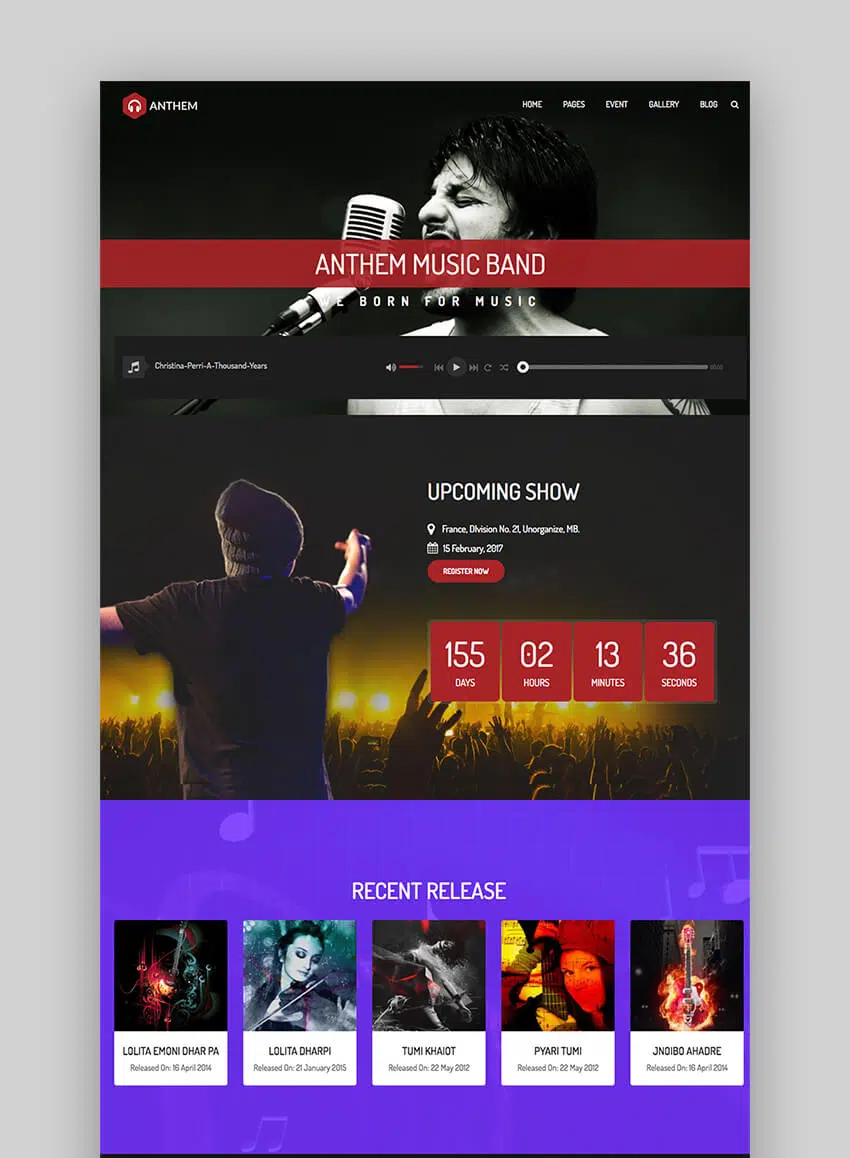 ANTHEM
HOME PAGES EVENT GALLERY BLOG
ANTHEM MUSIC BAND
WE BORN FOR MUSIC
Christina-Perri-A-Thousand-Years
00:00
UPCOMING SHOW
France, DIvision No. 21, Unorganize, MB.
15 February, 2017
REGISTER NOW
155 02 13 36
DAYS HOURS MINUTES SECONDS
RECENT RELEASE
LOLITA EMONI DHAR PA
Released On: 16 April 2014
LOLITA DHARPI
Released On: 21 January 2015
TUMI KHAIOT
Released On: 22 May 2012
PYARI TUMI
Released On: 22 May 2012
JNOIBO AHADRE
Released On: 16 April 2014